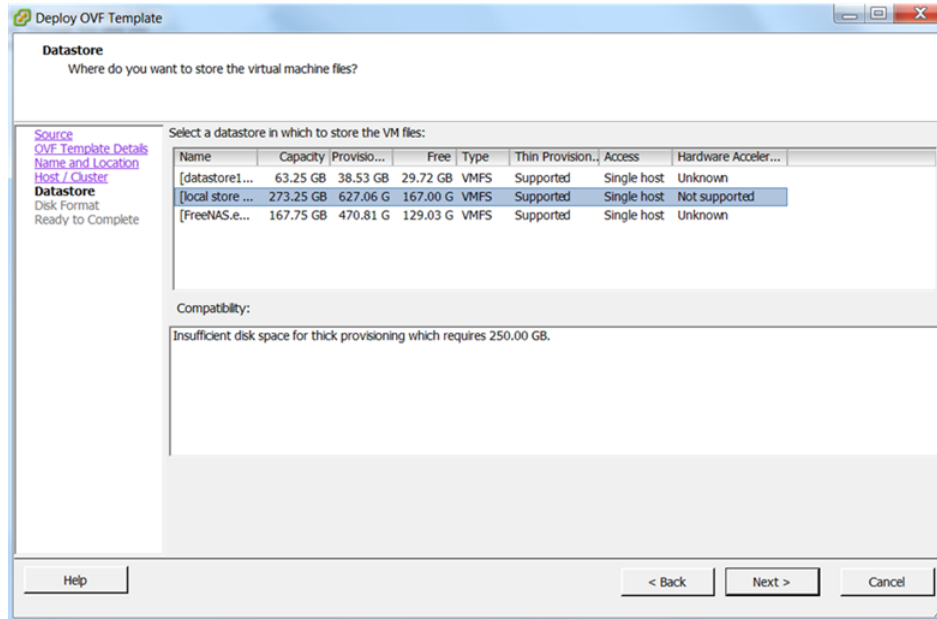 Deploy OVF Template
Datastore
Where do you want to store the virtual machine files?
Source
OVF Template Details
Name and Location
Host / Cluster
Datastore
Disk Format
Ready to Complete
Select a datastore in which to store the VM files:
Name Capacity Provisio... Free Type Thin Provision.. Access Hardware Acceler...
[datastore1... 63.25 GB 38.53 GB 29.72 GB VMFS Supported Single host Unknown
[local store ... 273.25 GB 627.06 G 167.00 G VMFS Supported Single host Not supported
[FreeNAS.e... 167.75 GB 470.81 G 129.03 G VMFS Supported Single host Unknown
Compatibility:
Insufficient disk space for thick provisioning which requires 250.00 GB.
Help < Back Next > Cancel